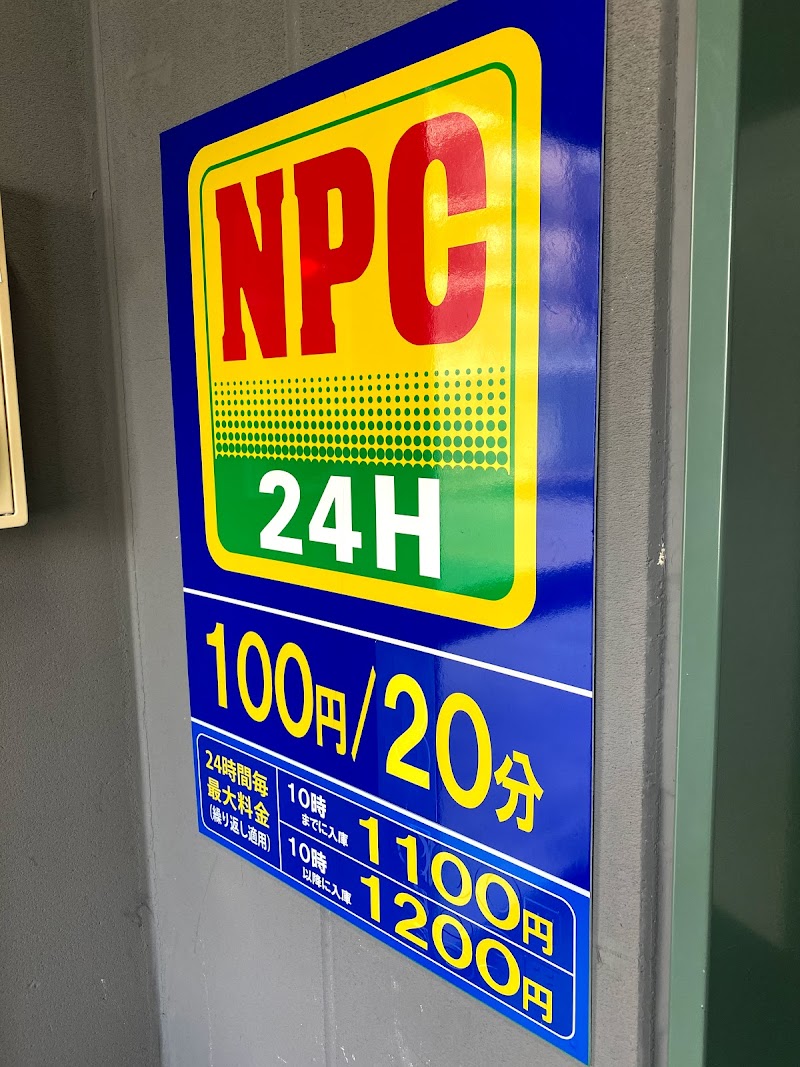 NPC
24H
100円/20分
24時間毎
最大料金
(繰り返し適用)
10時
までに入庫
1100円
10時
以降に入庫
1200円